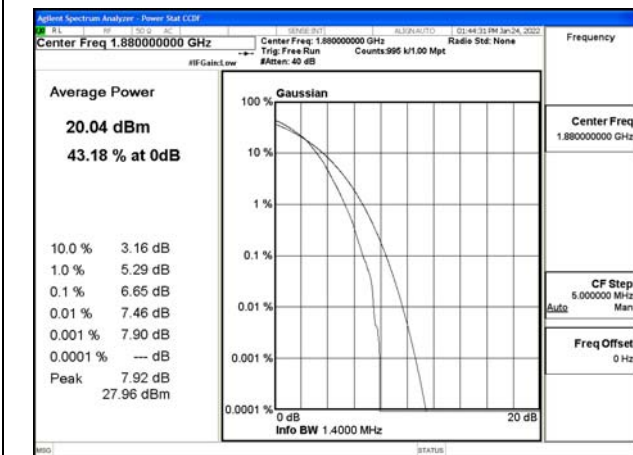 Agilent Spectrum Analyzer - Power Stat CCDF
RL RF 50 Ω AC SENSE:INT ALIGN AUTO 01:44:31 PM Jan 24, 2022
Center Freq 1.880000000 GHz
Center Freq: 1.880000000 GHz Radio Std: None
Trig: Free Run Counts:995 k/1.00 Mpt
#IFGain:Low #Atten: 40 dB
Frequency
Average Power
20.04 dBm
43.18 % at 0dB
10.0 % 3.16 dB
1.0 % 5.29 dB
0.1 % 6.65 dB
0.01 % 7.46 dB
0.001 % 7.90 dB
0.0001 % --- dB
Peak 7.92 dB
27.96 dBm
Gaussian
100 %
10 %
1 %
0.1 %
0.01 %
0.001 %
0.0001 %
0 dB 20 dB
Info BW 1.4000 MHz
Center Freq
1.880000000 GHz
CF Step
5.000000 MHz
Auto Man
Freq Offset
0 Hz
MSG STATUS